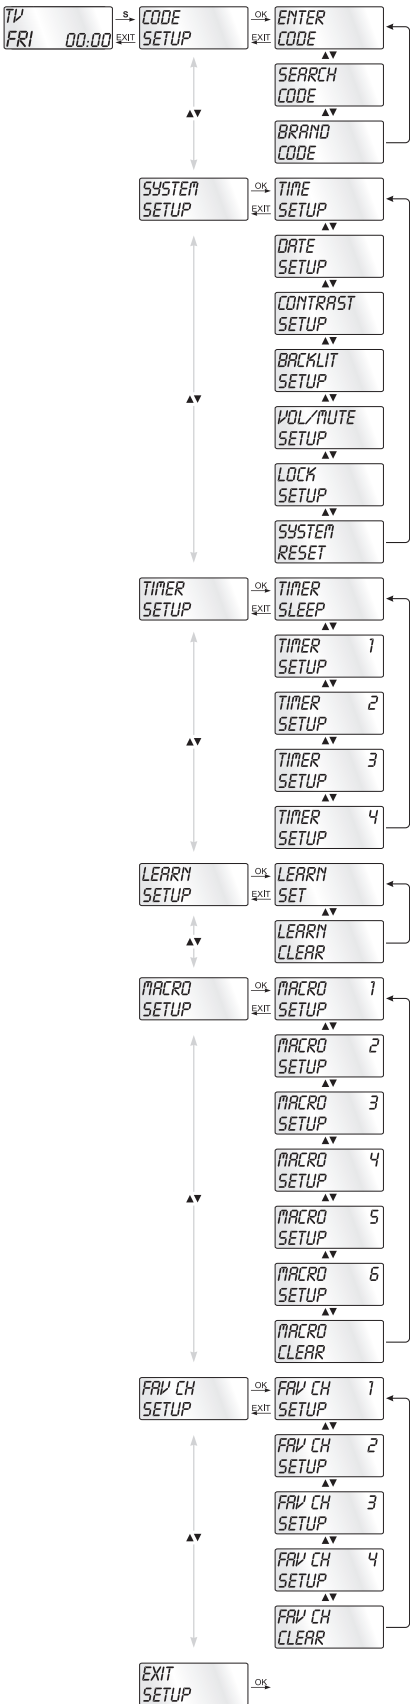 TV
FRI 00:00
S
EXIT
CODE
SETUP
OK
EXIT
ENTER
CODE
▲▼
SEARCH
CODE
▲▼
BRAND
CODE
▲▼
SYSTEM
SETUP
OK
EXIT
TIME
SETUP
▲▼
DATE
SETUP
▲▼
CONTRAST
SETUP
▲▼
BACKLIT
SETUP
▲▼
VOL/MUTE
SETUP
▲▼
LOCK
SETUP
▲▼
SYSTEM
RESET
▲▼
TIMER
SETUP
OK
EXIT
TIMER
SLEEP
▲▼
TIMER 1
SETUP
▲▼
TIMER 2
SETUP
▲▼
TIMER 3
SETUP
▲▼
TIMER 4
SETUP
▲▼
LEARN
SETUP
OK
EXIT
LEARN
SET
▲▼
LEARN
CLEAR
▲▼
MACRO
SETUP
OK
EXIT
MACRO 1
SETUP
▲▼
MACRO 2
SETUP
▲▼
MACRO 3
SETUP
▲▼
MACRO 4
SETUP
▲▼
MACRO 5
SETUP
▲▼
MACRO 6
SETUP
▲▼
MACRO
CLEAR
▲▼
FAV CH
SETUP
OK
EXIT
FAV CH 1
SETUP
▲▼
FAV CH 2
SETUP
▲▼
FAV CH 3
SETUP
▲▼
FAV CH 4
SETUP
▲▼
FAV CH
CLEAR
▲▼
EXIT
SETUP
OK